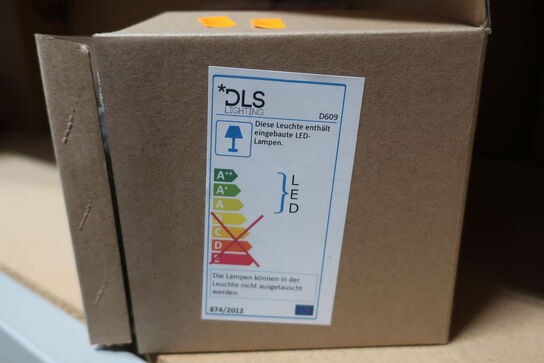 *DLS
LIGHTING
D609
Diese Leuchte enthält
eingebaute LED-
Lampen.
A++
A+
A
C
D
L
E
D
Die Lampen können in der
Leuchte nicht ausgetauscht
werden.
874/2012